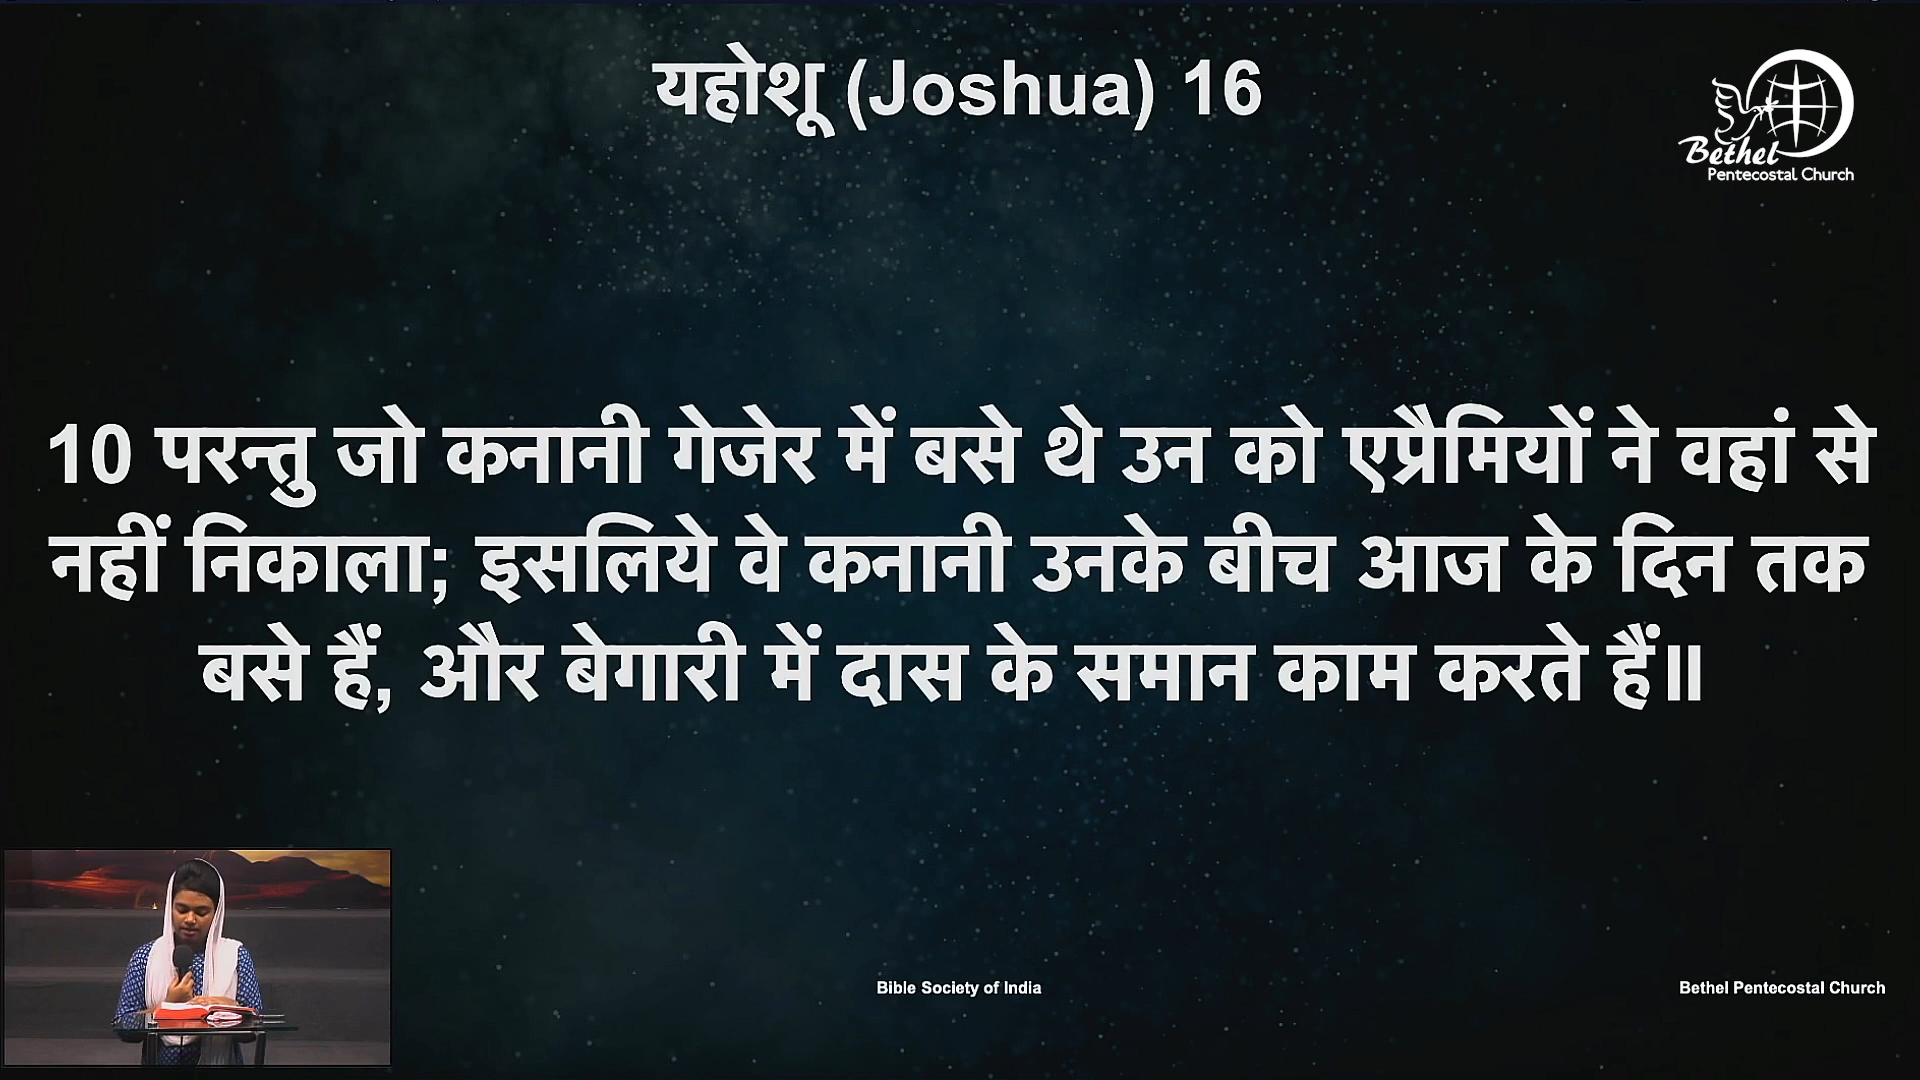 यहोशू (Joshua) 16
Bethel
Pentecostal Church
10 परन्तु जो कनानी गेजेर में बसे थे उन को एप्रैमियों ने वहां से
नहीं निकाला; इसलिये वे कनानी उनके बीच आज के दिन तक
बसे हैं, और बेगारी में दास के समान काम करते हैं॥
Bible Society of India
Bethel Pentecostal Church